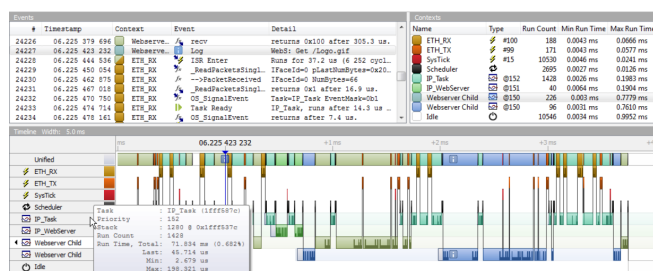 Events
# Timestamp Context Event Detail
24226 06.225 379 696 Webserve... recv returns 0x100 after 305.3 us.
24227 06.225 423 232 Webserve... Log WebS: Get /Logo.gif
24228 06.225 444 536 ETH_RX ISR Enter Runs for 37.2 us (6 252 cycl...
24229 06.225 450 054 ETH_RX _ReadPacketsSingl... IFaceId=0 pLastNumBytes=0x20...
24230 06.225 462 875 ETH_RX -->PacketReceived IFaceId=0 NumBytes=66
24231 06.225 467 018 ETH_RX _ReadPacketsSingl... returns 0x1 after 16.9 us.
24232 06.225 470 750 ETH_RX OS_SignalEvent Task=IP_Task EventMask=0b1
24233 06.225 474 714 ETH_RX Task Ready IP_Task, runs after 14.3 us ...
24234 06.225 478 161 ETH_RX OS_SignalEvent returns after 7.4 us.
Contexts
Name Type Run Count Min Run Time Max Run Time
ETH_RX #100 188 0.0043 ms 0.0666 ms
ETH_TX #99 171 0.0043 ms 0.0577 ms
SysTick #15 10530 0.0046 ms 0.0241 ms
Scheduler 2695 0.0027 ms 0.0126 ms
IP_Task @152 1428 0.0026 ms 0.1983 ms
IP_WebServer @151 40 0.0064 ms 0.1904 ms
Webserver Child @150 226 0.003 ms 0.7779 ms
Webserver Child @150 96 0.0031 ms 0.7610 ms
Idle 10546 0.0034 ms 0.9952 ms
Timeline Width: 5.0 ms
ms 06.225 423 232 +1 ms +2 ms +3 ms
Unified
ETH_RX
ETH_TX
SysTick
Scheduler
IP_Task
IP_WebServer
Webserver Child
Webserver Child
Idle
Task : IP_Task (1fff587c)
Priority : 152
Stack : 1280 @ 0x1fff537c
Run Count : 1428
Run Time, Total: 71.834 ms (0.682%)
Last: 45.714 us
Min: 2.679 us
Max: 198.321 us